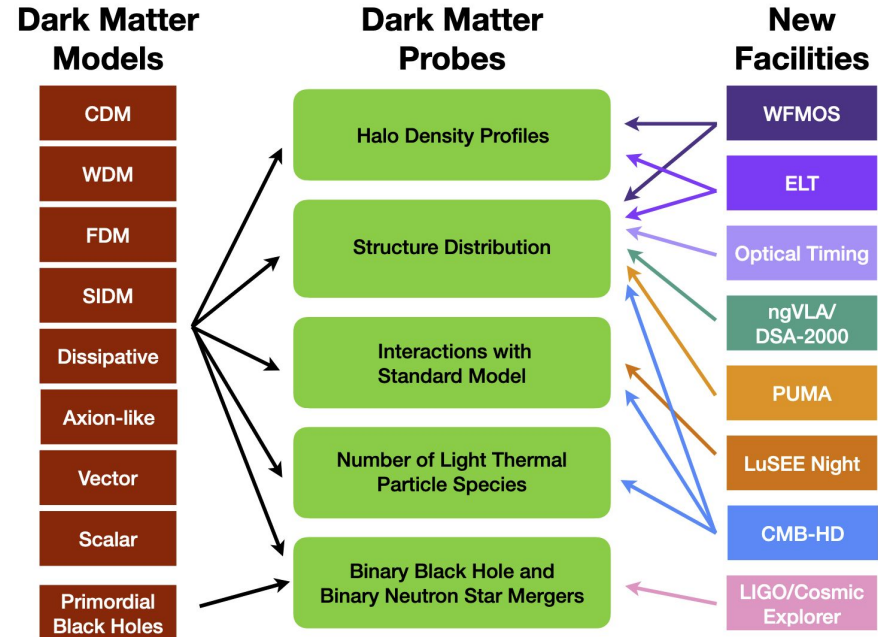 Dark Matter
Models
CDM
WDM
FDM
SIDM
Dissipative
Axion-like
Vector
Scalar
Primordial
Black Holes
Dark Matter
Probes
Halo Density Profiles
Structure Distribution
Interactions with
Standard Model
Number of Light Thermal
Particle Species
Binary Black Hole and
Binary Neutron Star Mergers
New
Facilities
WFMOS
ELT
Optical Timing
ngVLA/
DSA-2000
PUMA
LuSEE Night
CMB-HD
LIGO/Cosmic
Explorer